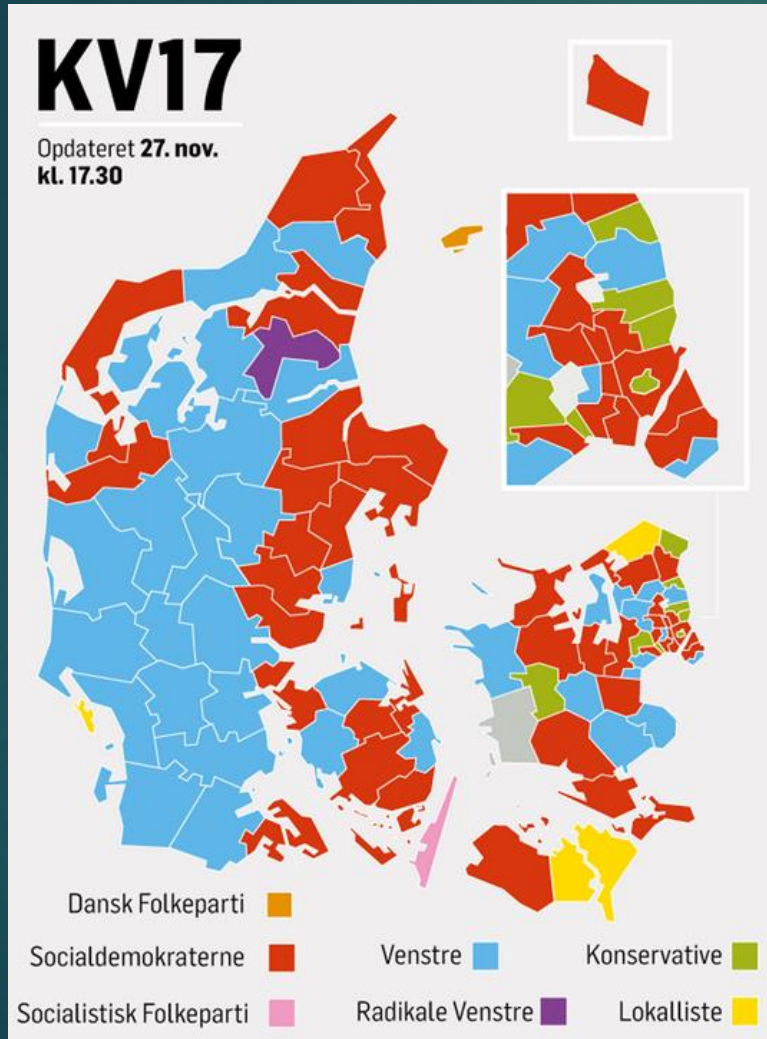 KV17
Opdateret 27. nov.
kl. 17.30
Dansk Folkeparti
Socialdemokraterne
Venstre
Konservative
Socialistisk Folkeparti
Radikale Venstre
Lokalliste